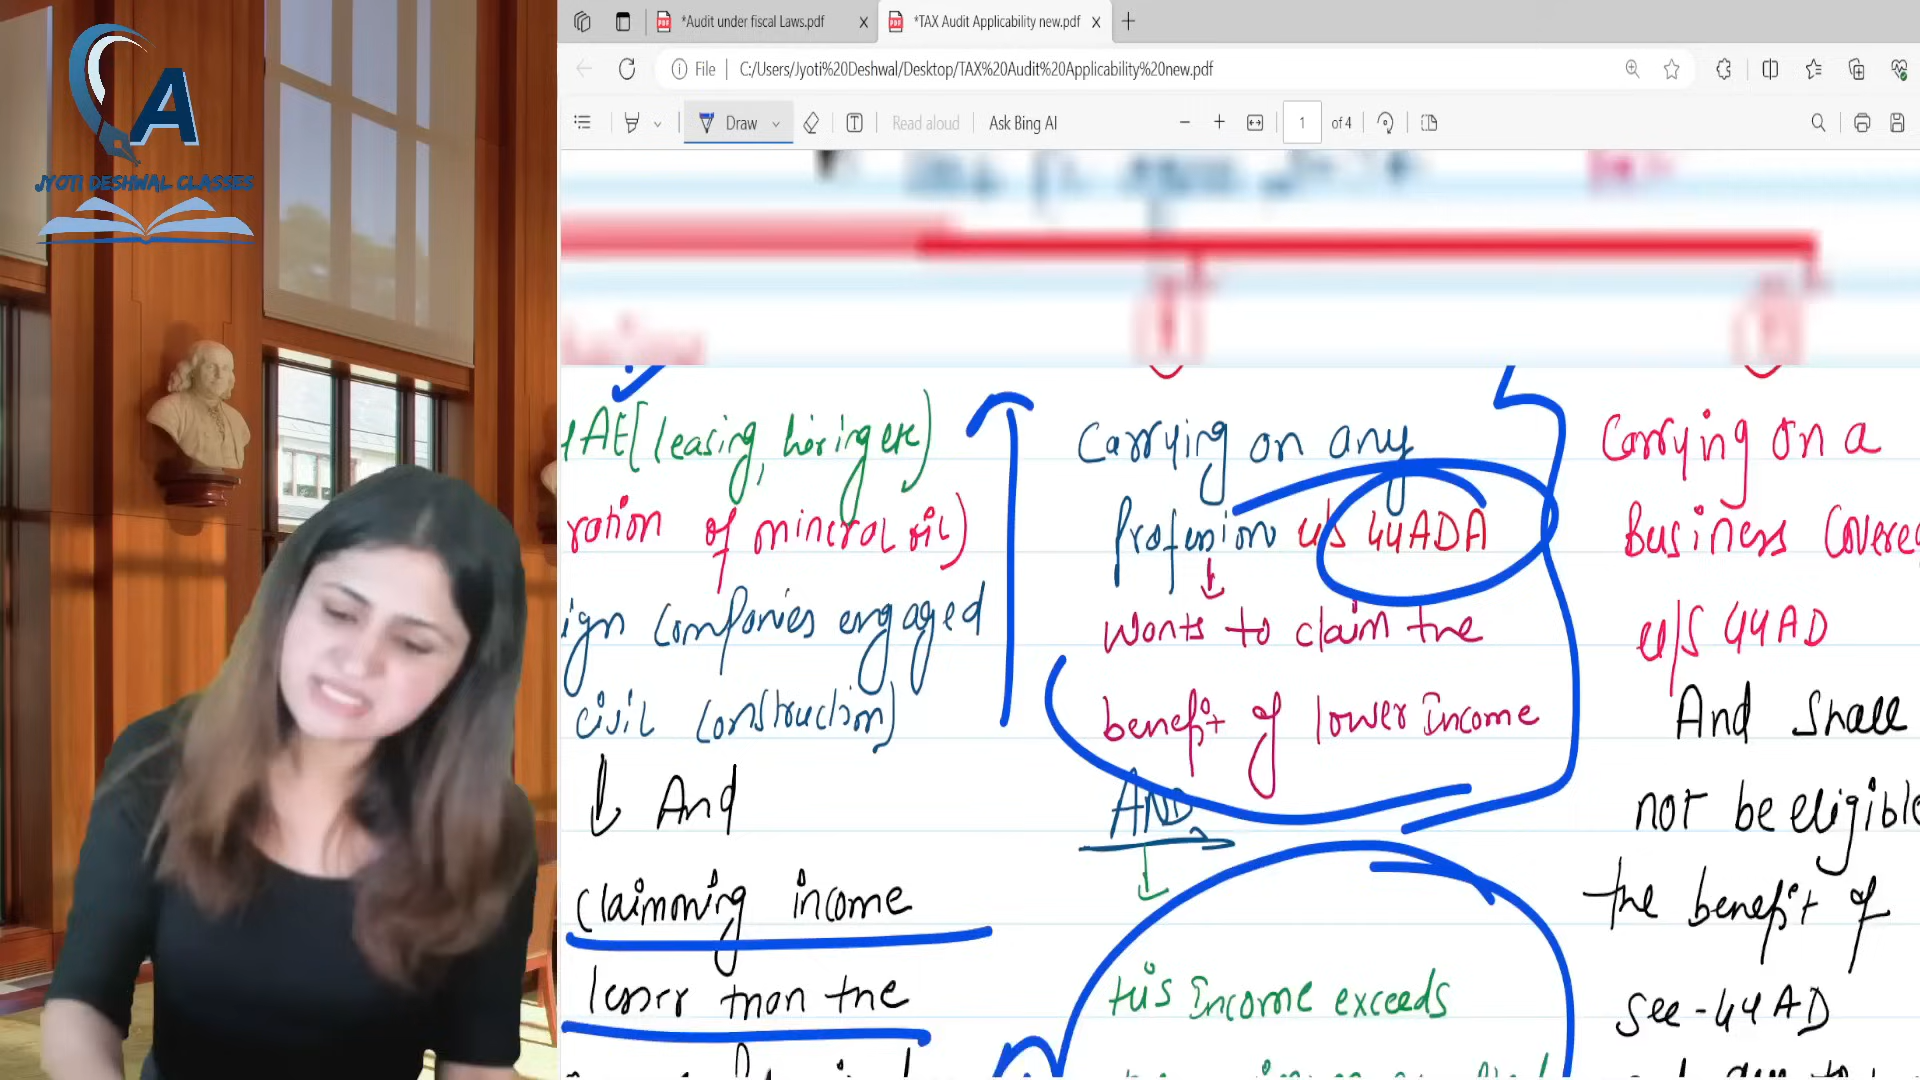 *Audit under fiscal Laws.pdf
*TAX Audit Applicability new.pdf
File C:/Users/Jyoti%20Deshwal/Desktop/TAX%20Audit%20Applicability%20new.pdf
Draw
Read aloud
Ask Bing AI
1 of 4
CA
JYOTI DESHWAL CLASSES
AE [leasing, hiring etc)
ration of mineral oil)
ign companies engaged
civil construction)
And
claimming income
lesser than the
Carrying on any
Profession u/s 44ADA
wants to claim the
benefit of lower Income
AND
his Income exceeds
Carrying on a
Business Covere
u/s 44AD
And shall
not be eligible
the benefit of
see-44AD